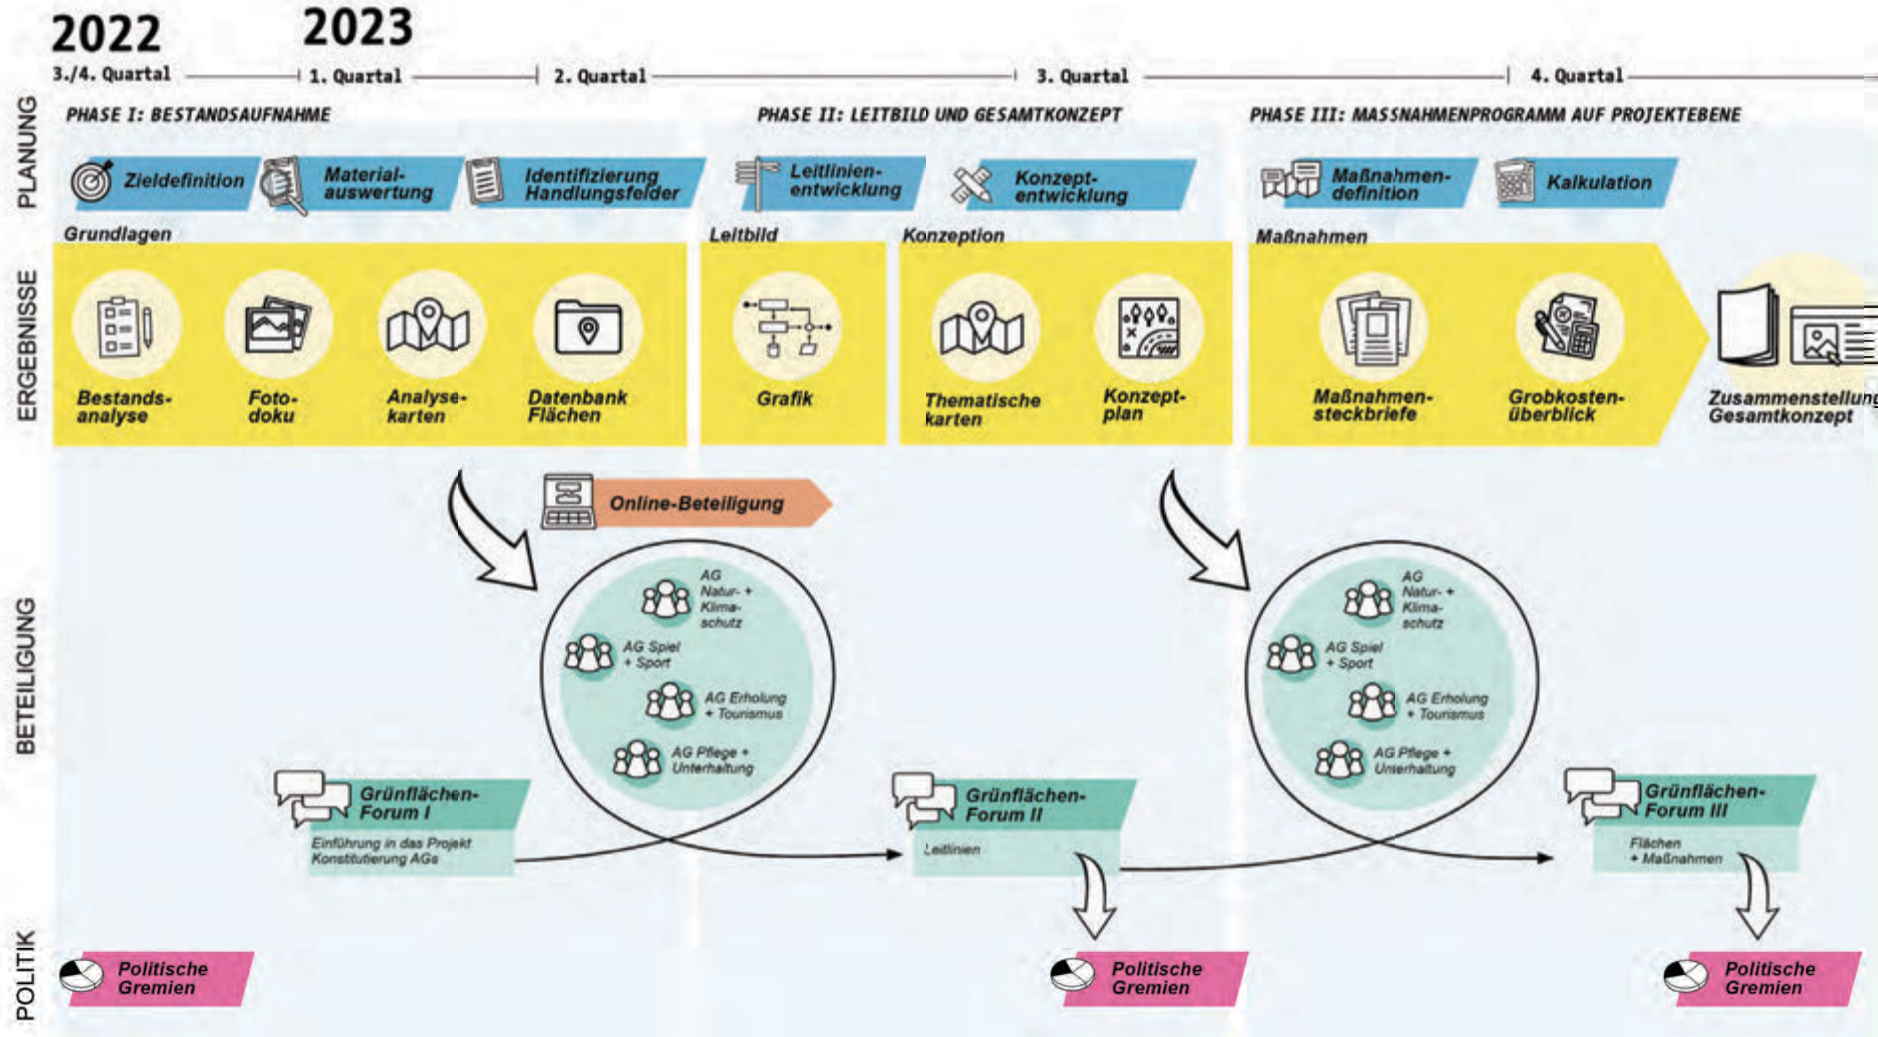 2022
2023
3./4. Quartal
1. Quartal
2. Quartal
3. Quartal
4. Quartal
PLANUNG
PHASE I: BESTANDSAUFNAHME
PHASE II: LEITBILD UND GESAMTKONZEPT
PHASE III: MASSNAHMENPROGRAMM AUF PROJEKTEBENE
Zieldefinition
Material-
auswertung
Identifizierung
Handlungsfelder
Leitlinien-
entwicklung
Konzept-
entwicklung
Maßnahmen-
definition
Kalkulation
ERGEBNISSE
Grundlagen
Leitbild
Konzeption
Maßnahmen
Bestands-
analyse
Foto-
doku
Analyse-
karten
Datenbank
Flächen
Grafik
Thematische
karten
Konzept-
plan
Maßnahmen-
steckbriefe
Grobkosten-
überblick
Zusammenstellung
Gesamtkonzept
BETEILIGUNG
Online-Beteiligung
AG
Natur- +
Klima-
schutz
AG Spiel
+ Sport
AG Erholung
+ Tourismus
AG Pflege +
Unterhaltung
AG
Natur- +
Klima-
schutz
AG Spiel
+ Sport
AG Erholung
+ Tourismus
AG Pflege +
Unterhaltung
Grünflächen-
Forum I
Einführung in das Projekt
Konstitutierung AGs
Grünflächen-
Forum II
Leitlinien
Grünflächen-
Forum III
Flächen
+ Maßnahmen
POLITIK
Politische
Gremien
Politische
Gremien
Politische
Gremien